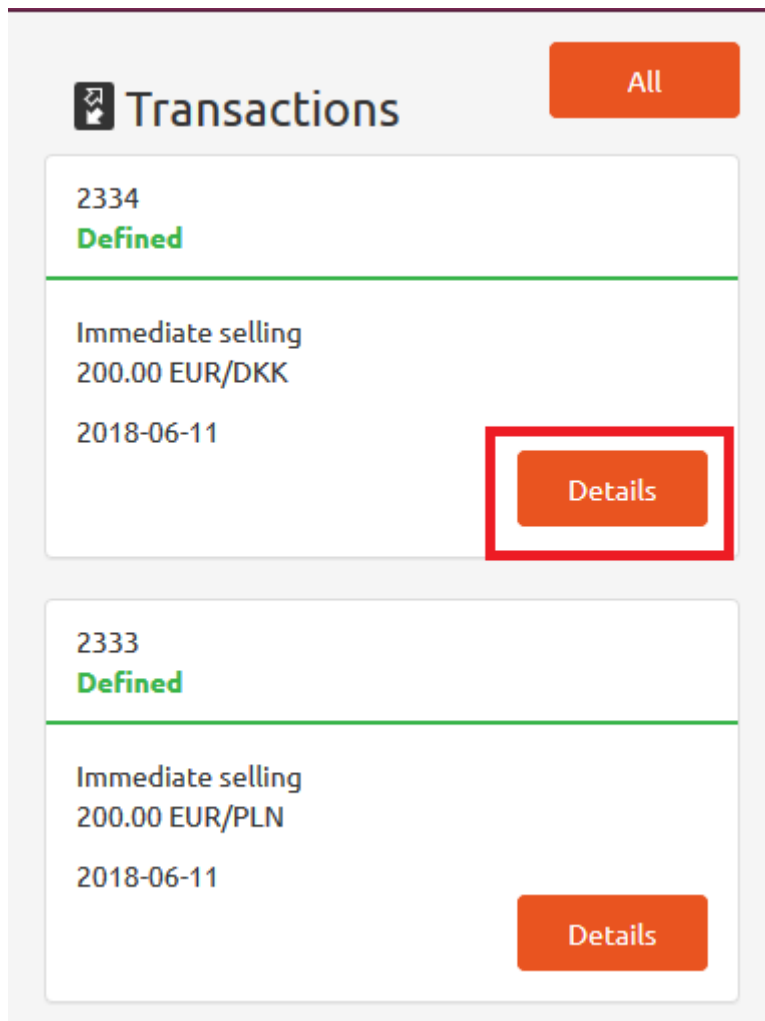 All
Transactions
2334
Defined
Immediate selling
200.00 EUR/DKK
2018-06-11
Details
2333
Defined
Immediate selling
200.00 EUR/PLN
2018-06-11
Details